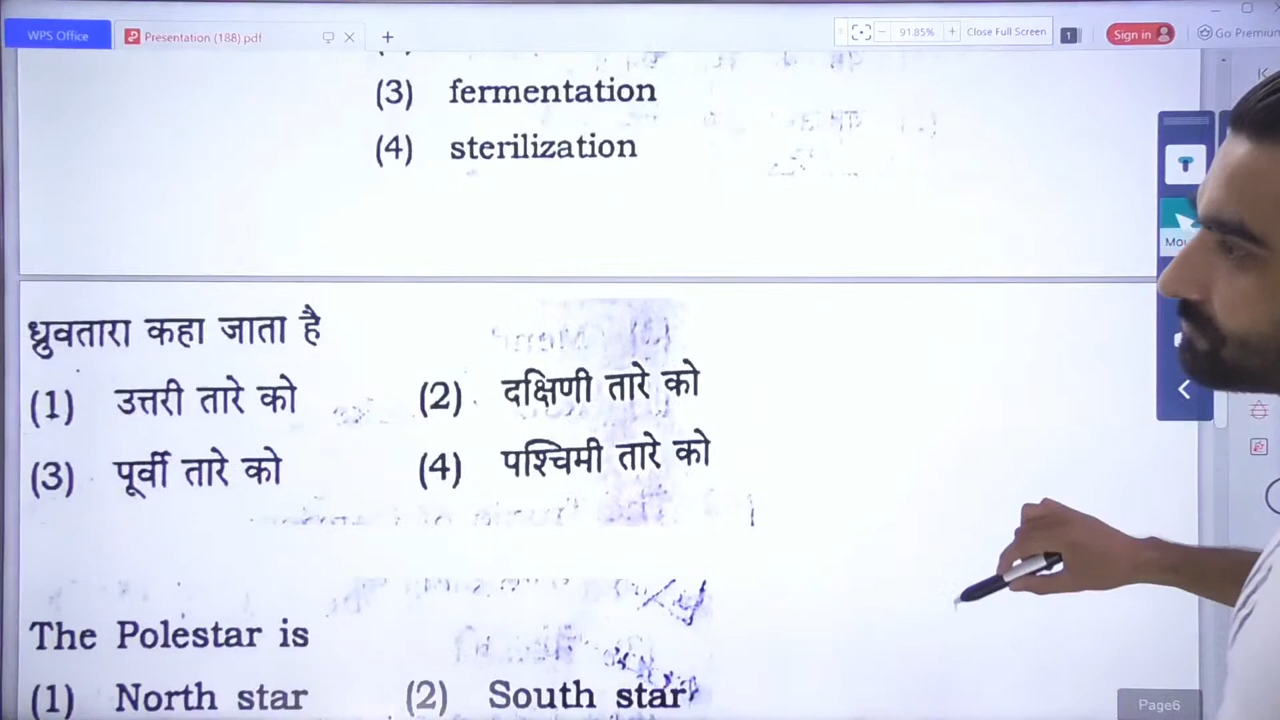 WPS Office
Presentation (188).pdf
91.85%
Close Full Screen
1
Sign in
Go Premium
(3) fermentation
(4) sterilization
ध्रुवतारा कहा जाता है
(1) उत्तरी तारे को (2) दक्षिणी तारे को
(3) पूर्वी तारे को (4) पश्चिमी तारे को
The Polestar is
(1) North star (2) South star
Page6